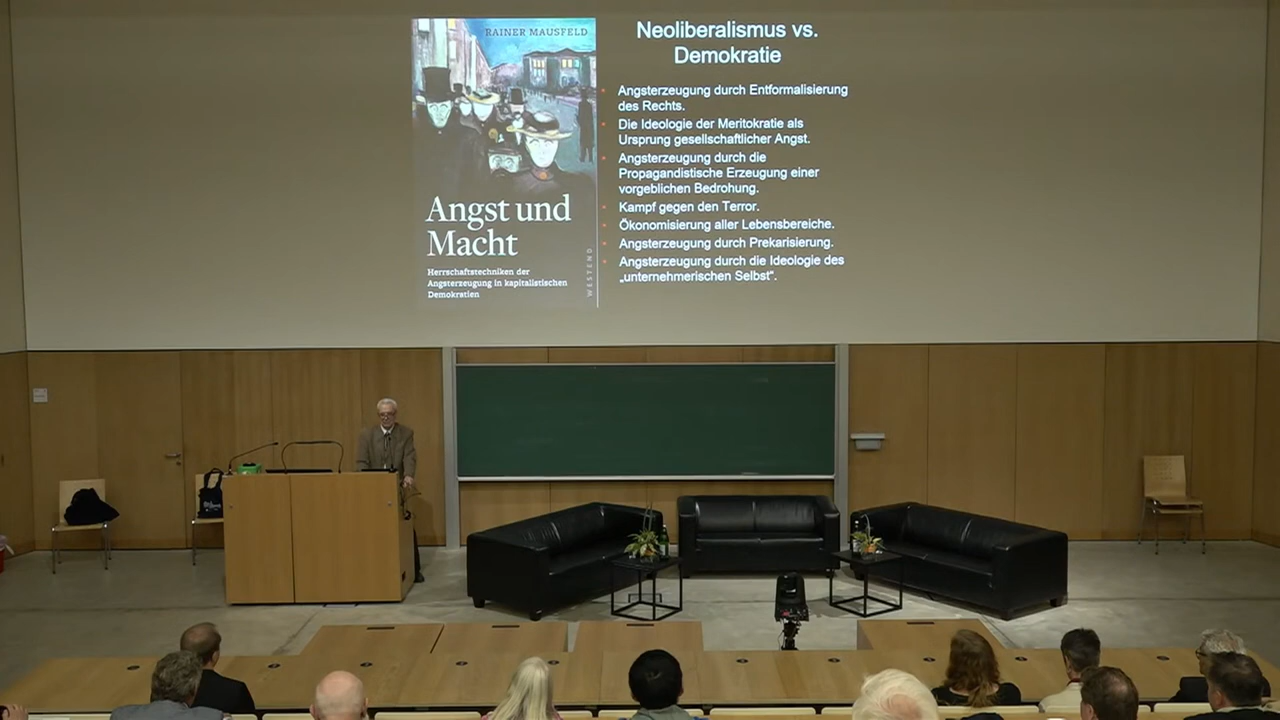 RAINER MAUSFELD
Angst und
Macht
Herrschaftstechniken der
Angsterzeugung in kapitalistischen
Demokratien
WESTEND
Neoliberalismus vs.
Demokratie
Angsterzeugung durch Entformalisierung
des Rechts.
Die Ideologie der Meritokratie als
Ursprung gesellschaftlicher Angst.
Angsterzeugung durch die
Propagandistische Erzeugung einer
vorgeblichen Bedrohung.
Kampf gegen den Terror.
Ökonomisierung aller Lebensbereiche.
Angsterzeugung durch Prekarisierung.
Angsterzeugung durch die Ideologie des
„unternehmerischen Selbst“.